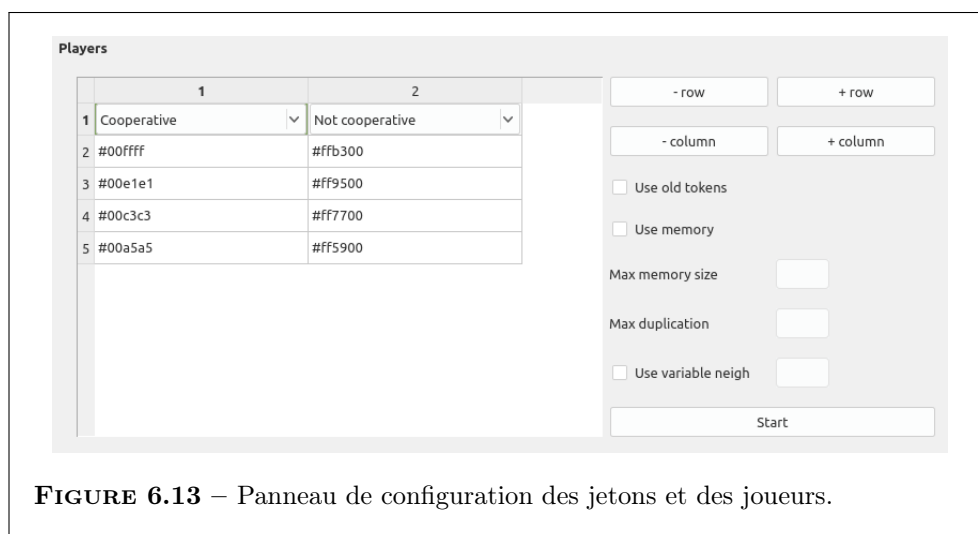 Players
1 2
- row + row
1 Cooperative Not cooperative
- column + column
2 #00ffff #ffb300
3 #00e1e1 #ff9500
Use old tokens
4 #00c3c3 #ff7700
Use memory
5 #00a5a5 #ff5900
Max memory size
Max duplication
Use variable neigh
Start
FIGURE 6.13 – Panneau de configuration des jetons et des joueurs.